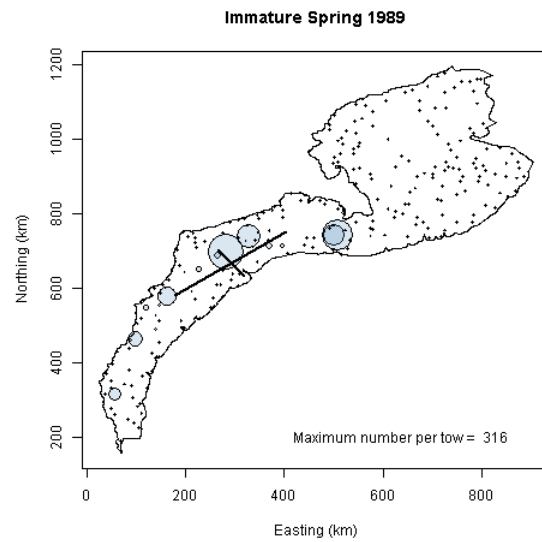 Immature Spring 1989
1200
1000
800
600
400
200
Northing (km)
Maximum number per tow = 316
0 200 400 600 800
Easting (km)